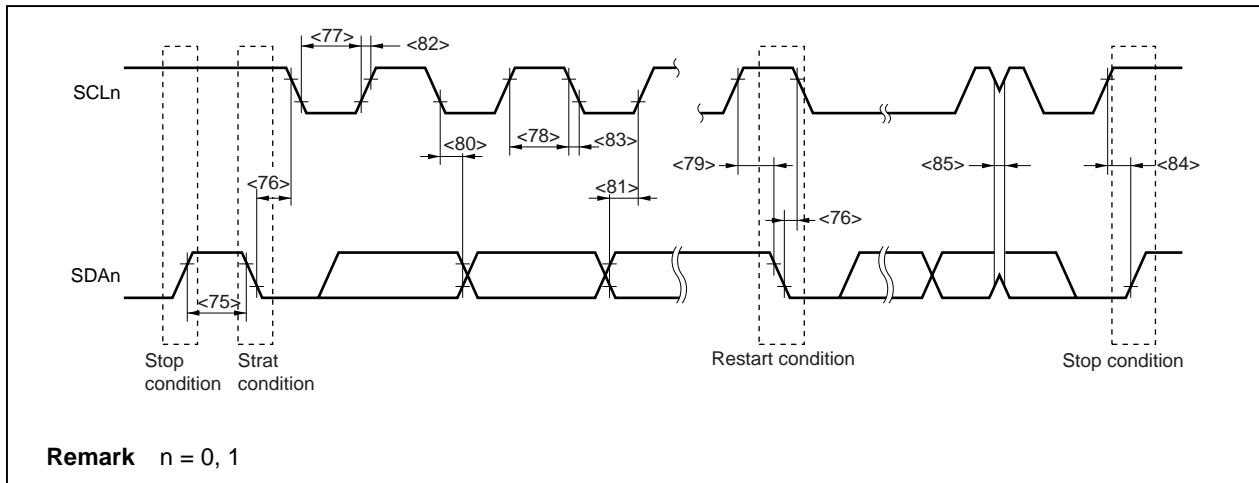 <77>
<82>
SCLn
<80>
<78>
<83>
<79>
<85>
<84>
<76>
<81>
<76>
SDAn
<75>
Stop
condition
Strat
condition
Restart condition
Stop condition
Remark n = 0, 1